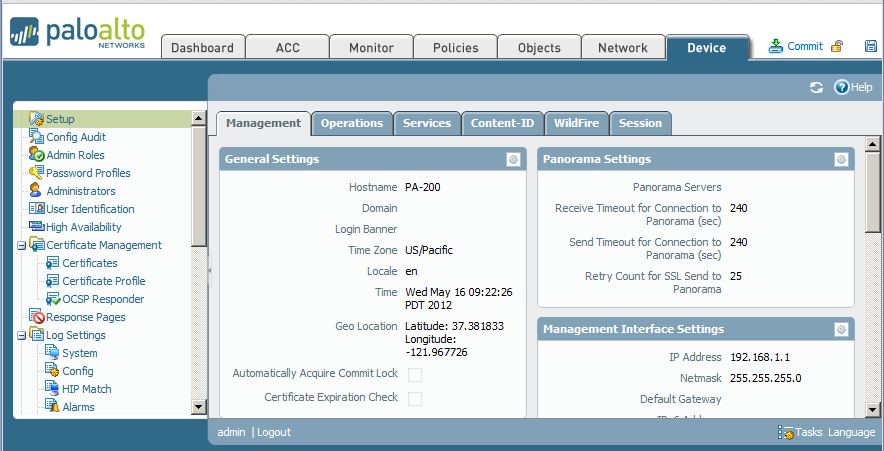 paloalto
NETWORKS
Dashboard ACC Monitor Policies Objects Network Device Commit
Help
Setup
Config Audit
Admin Roles
Password Profiles
Administrators
User Identification
High Availability
Certificate Management
Certificates
Certificate Profile
OCSP Responder
Response Pages
Log Settings
System
Config
HIP Match
Alarms
Management Operations Services Content-ID WildFire Session
General Settings
Hostname PA-200
Domain
Login Banner
Time Zone US/Pacific
Locale en
Time Wed May 16 09:22:26
PDT 2012
Geo Location Latitude: 37.381833
Longitude:
-121.967726
Automatically Acquire Commit Lock
Certificate Expiration Check
Panorama Settings
Panorama Servers
Receive Timeout for Connection to 240
Panorama (sec)
Send Timeout for Connection to 240
Panorama (sec)
Retry Count for SSL Send to 25
Panorama
Management Interface Settings
IP Address 192.168.1.1
Netmask 255.255.255.0
Default Gateway
admin | Logout
Tasks Language